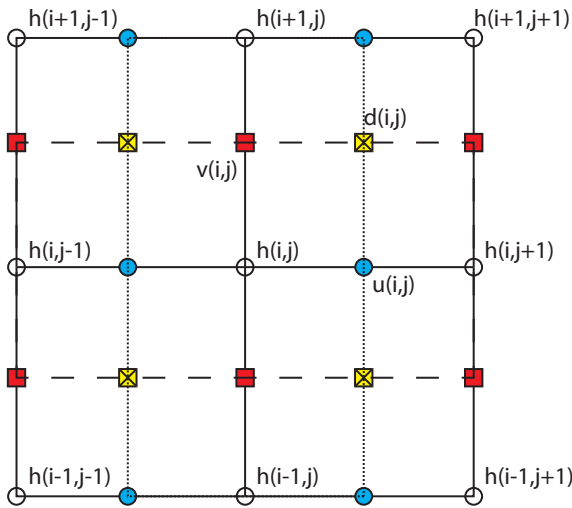 h(i+1,j-1) h(i+1,j) h(i+1,j+1)
d(i,j)
v(i,j)
h(i,j-1) h(i,j) h(i,j+1)
u(i,j)
h(i-1,j-1) h(i-1,j) h(i-1,j+1)